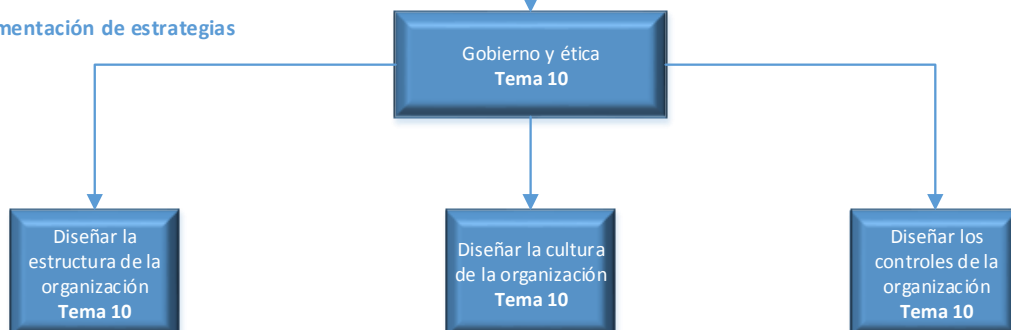 mentación de estrategias
Gobierno y ética
Tema 10
Diseñar la
estructura de la
organización
Tema 10
Diseñar la cultura
de la organización
Tema 10
Diseñar los
controles de la
organización
Tema 10